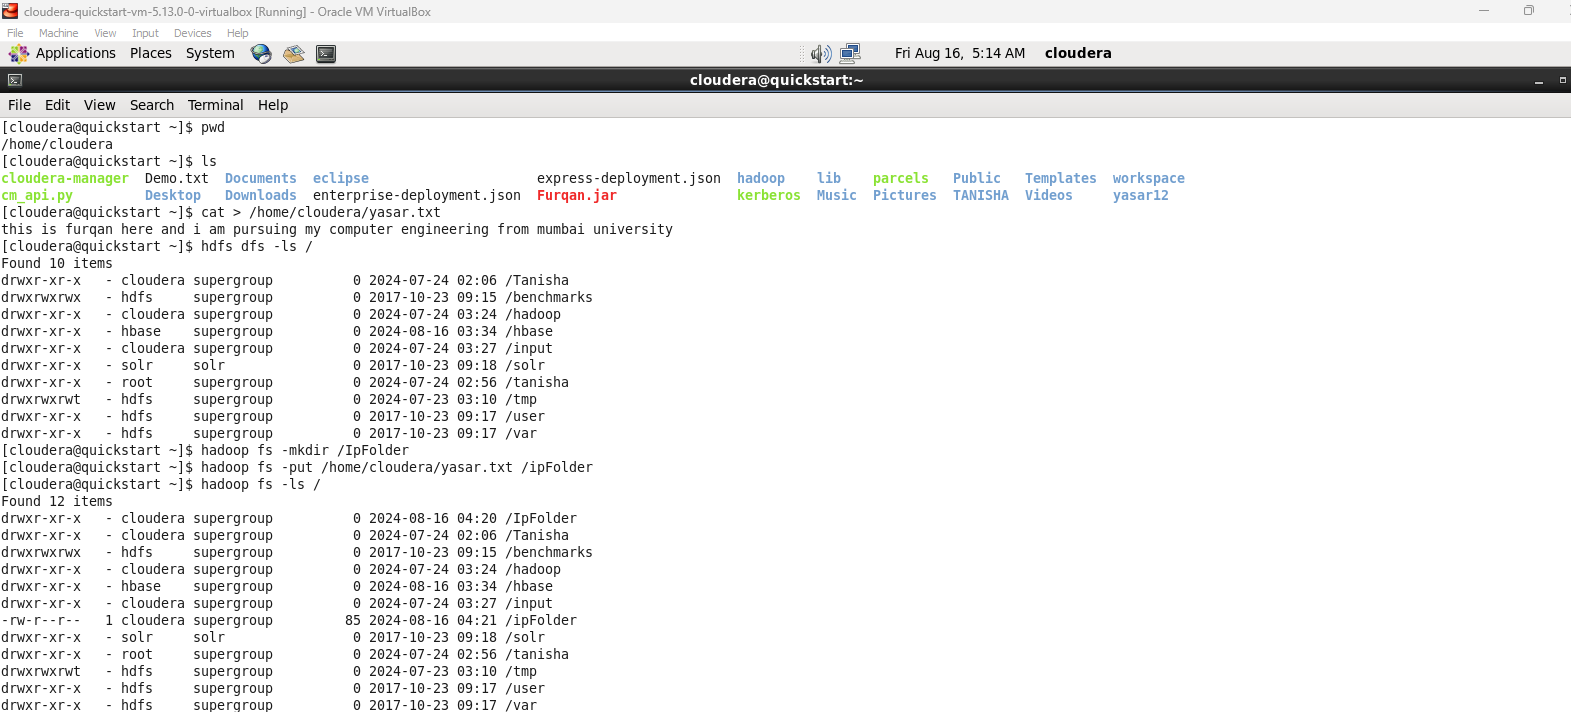 cloudera-quickstart-vm-5.13.0-0-virtualbox [Running] - Oracle VM VirtualBox
File Machine View Input Devices Help
Applications Places System Fri Aug 16, 5:14 AM cloudera
cloudera@quickstart:~
File Edit View Search Terminal Help
[cloudera@quickstart ~]$ pwd
/home/cloudera
[cloudera@quickstart ~]$ ls
cloudera-manager Demo.txt Documents eclipse express-deployment.json hadoop lib parcels Public Templates workspace
cm_api.py Desktop Downloads enterprise-deployment.json Furqan.jar kerberos Music Pictures TANISHA Videos yasar12
[cloudera@quickstart ~]$ cat > /home/cloudera/yasar.txt
this is furqan here and i am pursuing my computer engineering from mumbai university
[cloudera@quickstart ~]$ hdfs dfs -ls /
Found 10 items
drwxr-xr-x - cloudera supergroup 0 2024-07-24 02:06 /Tanisha
drwxrwxrwx - hdfs supergroup 0 2017-10-23 09:15 /benchmarks
drwxr-xr-x - cloudera supergroup 0 2024-07-24 03:24 /hadoop
drwxr-xr-x - hbase supergroup 0 2024-08-16 03:34 /hbase
drwxr-xr-x - cloudera supergroup 0 2024-07-24 03:27 /input
drwxr-xr-x - solr solr 0 2017-10-23 09:18 /solr
drwxr-xr-x - root supergroup 0 2024-07-24 02:56 /tanisha
drwxrwxrwt - hdfs supergroup 0 2024-07-23 03:10 /tmp
drwxr-xr-x - hdfs supergroup 0 2017-10-23 09:17 /user
drwxr-xr-x - hdfs supergroup 0 2017-10-23 09:17 /var
[cloudera@quickstart ~]$ hadoop fs -mkdir /IpFolder
[cloudera@quickstart ~]$ hadoop fs -put /home/cloudera/yasar.txt /ipFolder
[cloudera@quickstart ~]$ hadoop fs -ls /
Found 12 items
drwxr-xr-x - cloudera supergroup 0 2024-08-16 04:20 /IpFolder
drwxr-xr-x - cloudera supergroup 0 2024-07-24 02:06 /Tanisha
drwxrwxrwx - hdfs supergroup 0 2017-10-23 09:15 /benchmarks
drwxr-xr-x - cloudera supergroup 0 2024-07-24 03:24 /hadoop
drwxr-xr-x - hbase supergroup 0 2024-08-16 03:34 /hbase
drwxr-xr-x - cloudera supergroup 0 2024-07-24 03:27 /input
-rw-r--r-- 1 cloudera supergroup 85 2024-08-16 04:21 /ipFolder
drwxr-xr-x - solr solr 0 2017-10-23 09:18 /solr
drwxr-xr-x - root supergroup 0 2024-07-24 02:56 /tanisha
drwxrwxrwt - hdfs supergroup 0 2024-07-23 03:10 /tmp
drwxr-xr-x - hdfs supergroup 0 2017-10-23 09:17 /user
drwxr-xr-x - hdfs supergroup 0 2017-10-23 09:17 /var